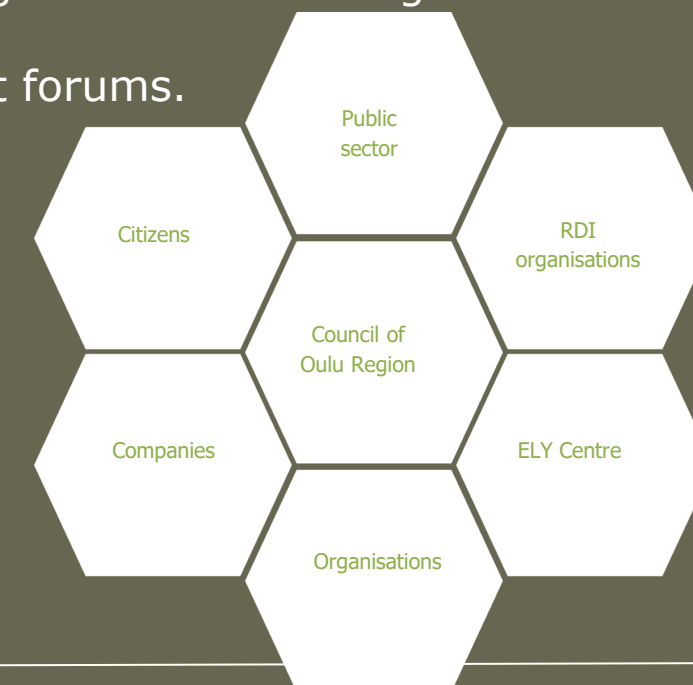 forums.
Public
sector
Citizens
RDI
organisations
Council of
Oulu Region
Companies
ELY Centre
Organisations